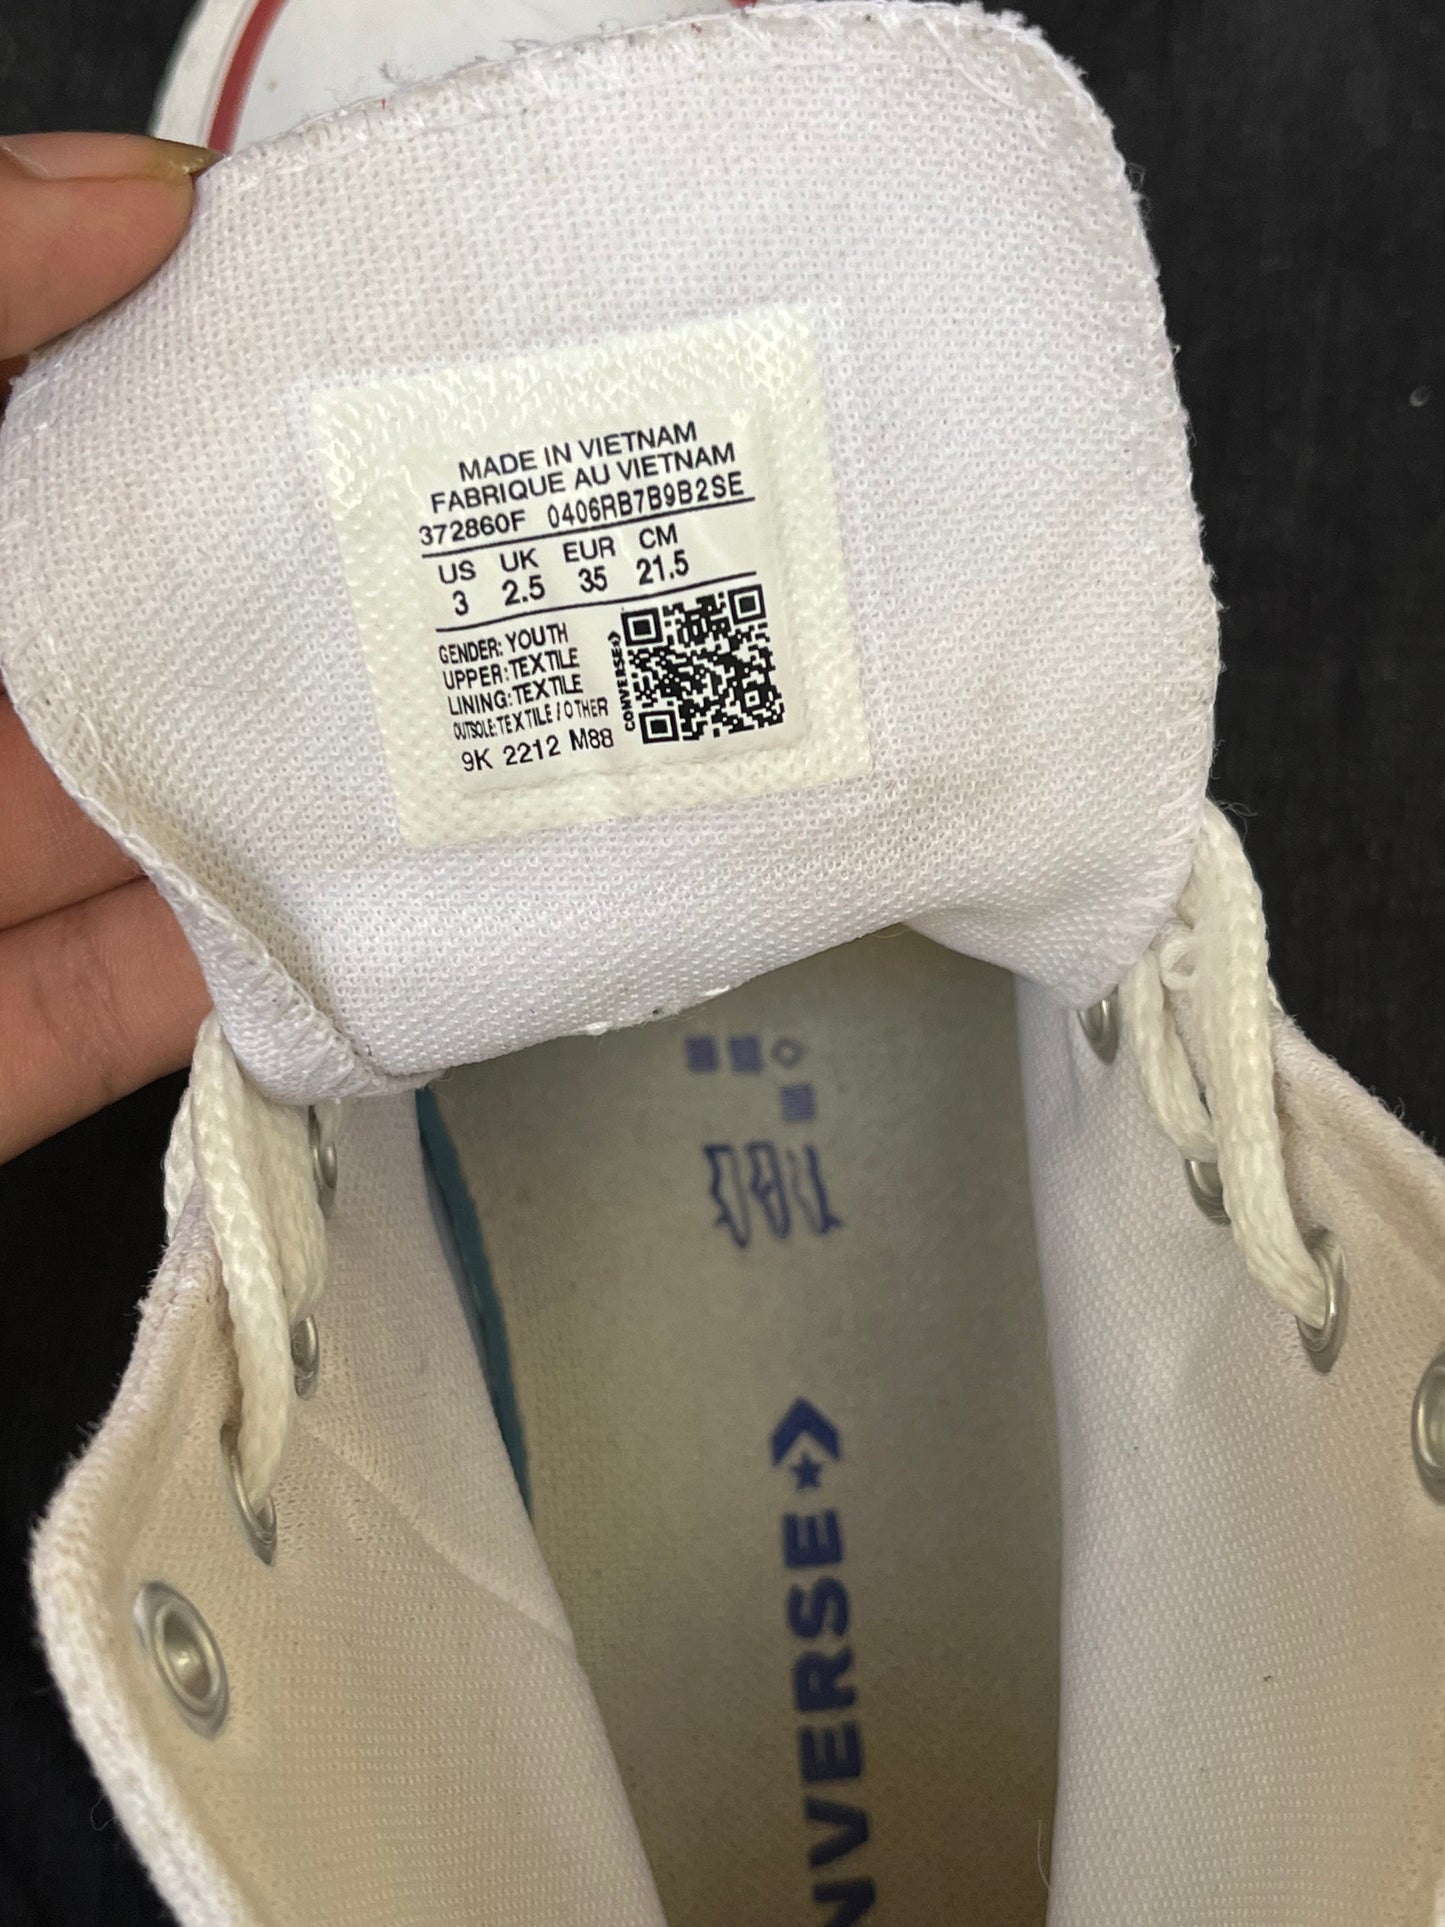 MADE IN VIETNAM
FABRIQUE AU VIETNAM
372860F 0406RB7B9B2SE
US UK EUR CM
3 2.5 35 21.5
GENDER: YOUTH
UPPER: TEXTILE
LINING: TEXTILE
OUTSOLE: TEXTILE / OTHER
9K 2212 M88
CONVERSE
NVERSE